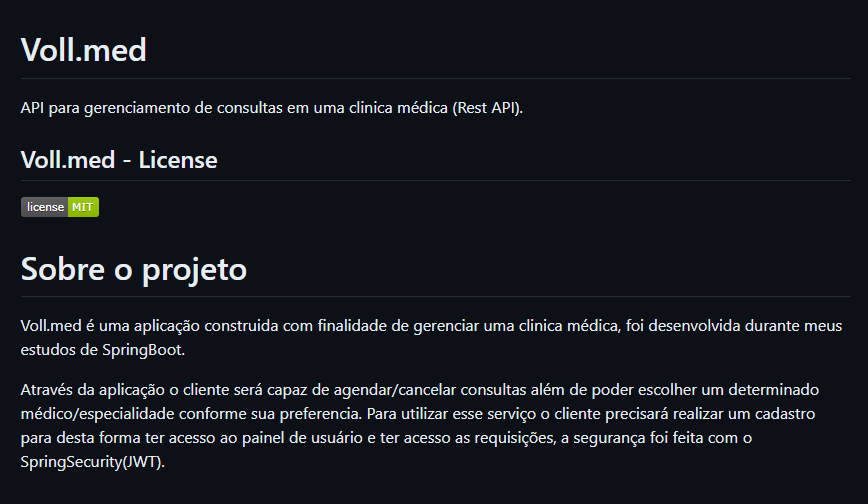 Voll.med
API para gerenciamento de consultas em uma clinica médica (Rest API).
Voll.med - License
license MIT
Sobre o projeto
Voll.med é uma aplicação construida com finalidade de gerenciar uma clinica médica, foi desenvolvida durante meus
estudos de SpringBoot.
Através da aplicação o cliente será capaz de agendar/cancelar consultas além de poder escolher um determinado
médico/especialidade conforme sua preferencia. Para utilizar esse serviço o cliente precisará realizar um cadastro
para desta forma ter acesso ao painel de usuário e ter acesso as requisições, a segurança foi feita com o
SpringSecurity(JWT).